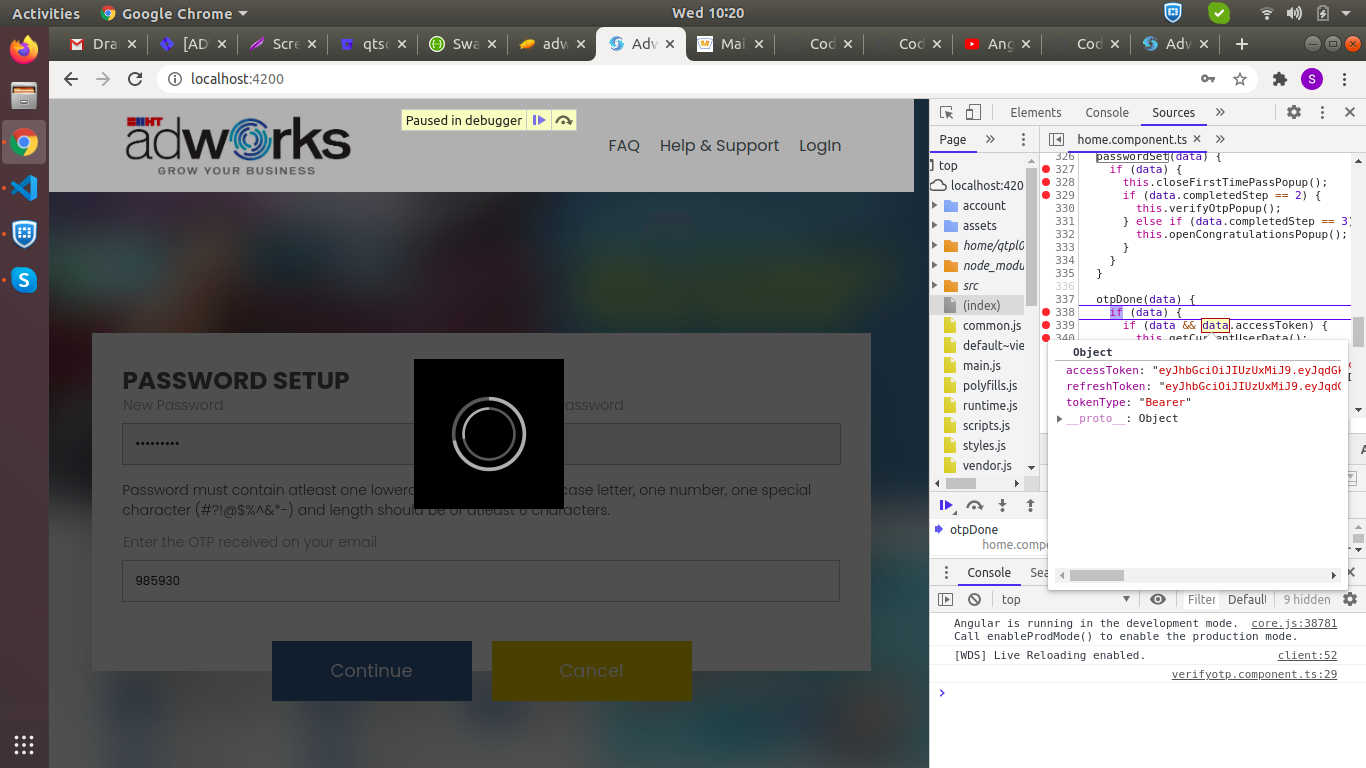 Activities
Google Chrome
Wed 10:20
Dra
[AD
Scre
qtsc
Swa
adw
Adw
Mai
Cod
Cod
Ang
Cod
Adw
localhost:4200
S
IIHT
adworks
GROW YOUR BUSINESS
Paused in debugger
FAQ
Help & Support
LogIn
PASSWORD SETUP
New Password
assword
•••••••••
Password must contain atleast one lowerc
case letter, one number, one special
character (#?!@$%^&*-) and length should be of atleast 8 characters.
Enter the OTP received on your email
985930
Continue
Cancel
Elements
Console
Sources
Page
home.component.ts
top
localhost:420
account
assets
home/qtpl0
node_modu
src
(index)
common.js
default~vie
main.js
polyfills.js
runtime.js
scripts.js
styles.js
vendor.js
326 passwordSet(data) {
327 if (data) {
328 this.closeFirstTimePassPopup();
329 if (data.completedStep == 2) {
330 this.verifyOtpPopup();
331 } else if (data.completedStep == 3)
332 this.openCongratulationsPopup();
333 }
334 }
335 }
336
337 otpDone(data) {
338 if (data) {
339 if (data && data.accessToken) {
340 this.getCurrentUserData();
Object
accessToken: "eyJhbGciOiJIUzUxMiJ9.eyJqdGk
refreshToken: "eyJhbGciOiJIUzUxMiJ9.eyJqdG
tokenType: "Bearer"
__proto__: Object
otpDone
home.compo
Console
Sea
top
Filter
Default
9 hidden
Angular is running in the development mode. core.js:38781
Call enableProdMode() to enable the production mode.
[WDS] Live Reloading enabled. client:52
verifyotp.component.ts:29